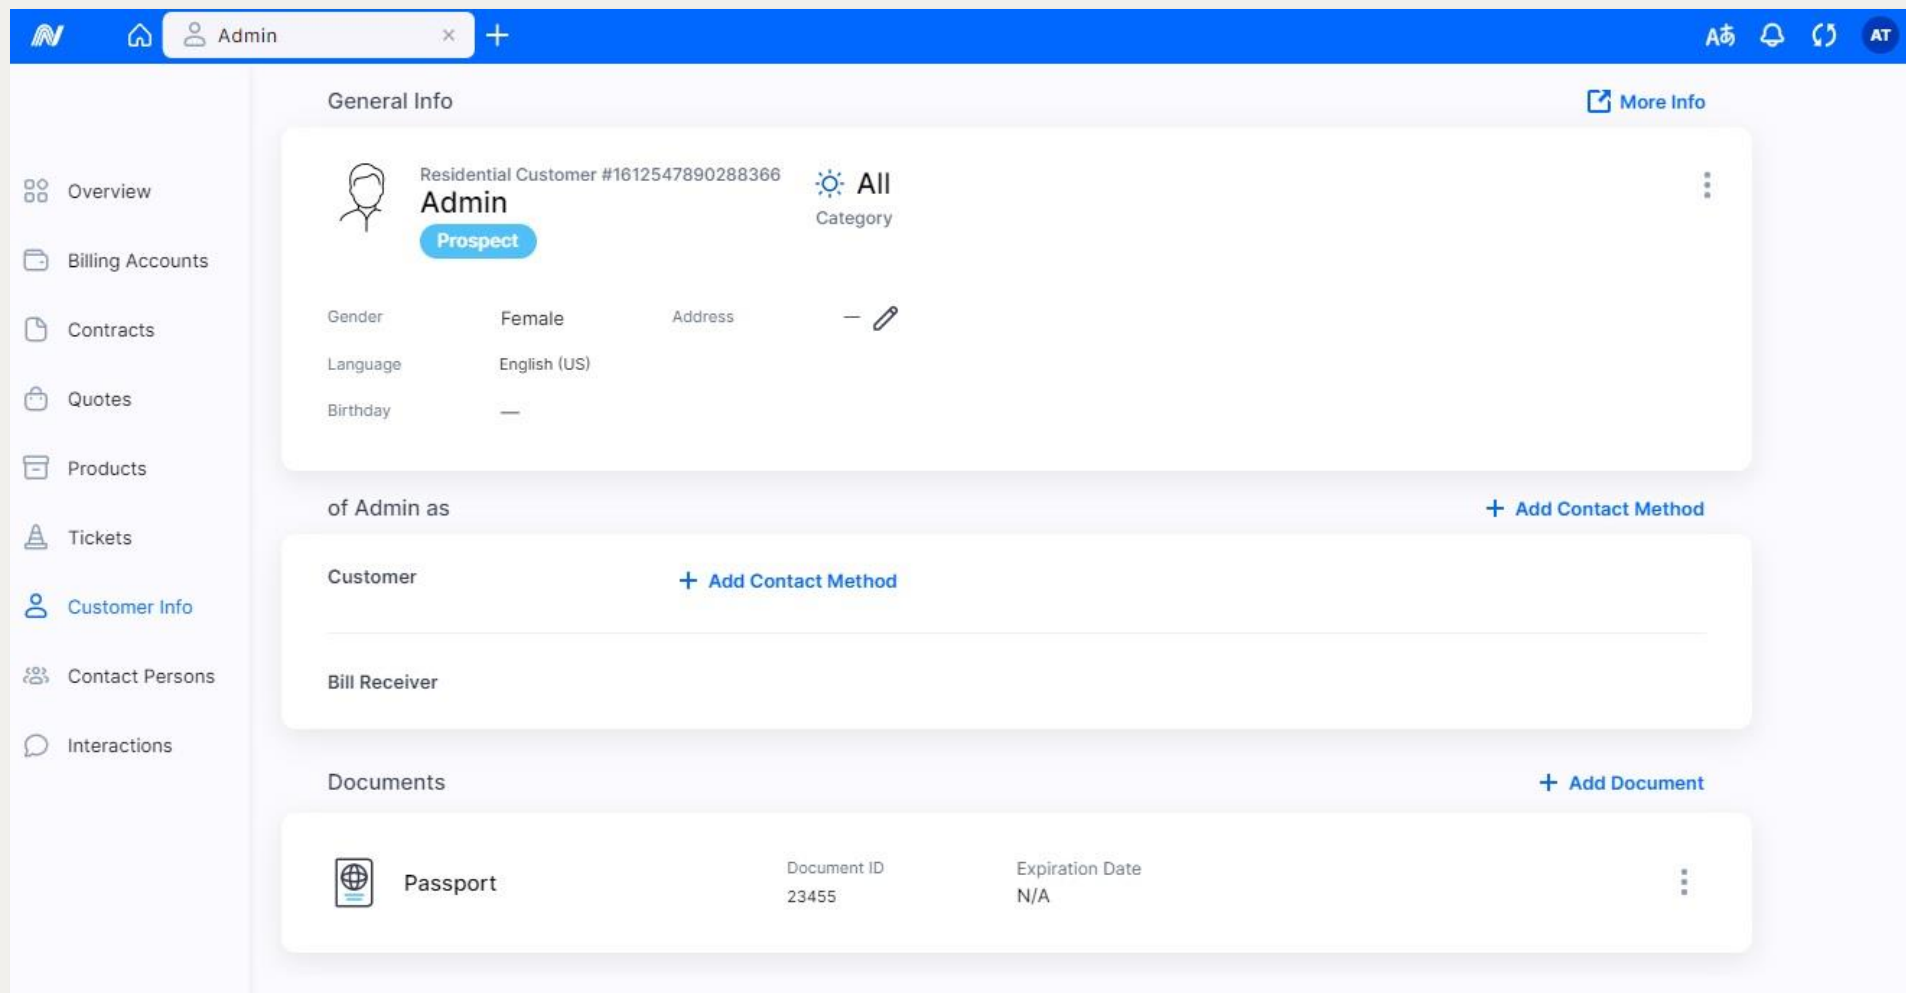 Admin
Aあ
AT
General Info
More Info
Overview
Billing Accounts
Contracts
Quotes
Products
Tickets
Customer Info
Contact Persons
Interactions
Residential Customer #1612547890288366
Admin
Prospect
All
Category
Gender Female Address —
Language English (US)
Birthday —
of Admin as
Add Contact Method
Customer
Add Contact Method
Bill Receiver
Documents
Add Document
Passport
Document ID
23455
Expiration Date
N/A